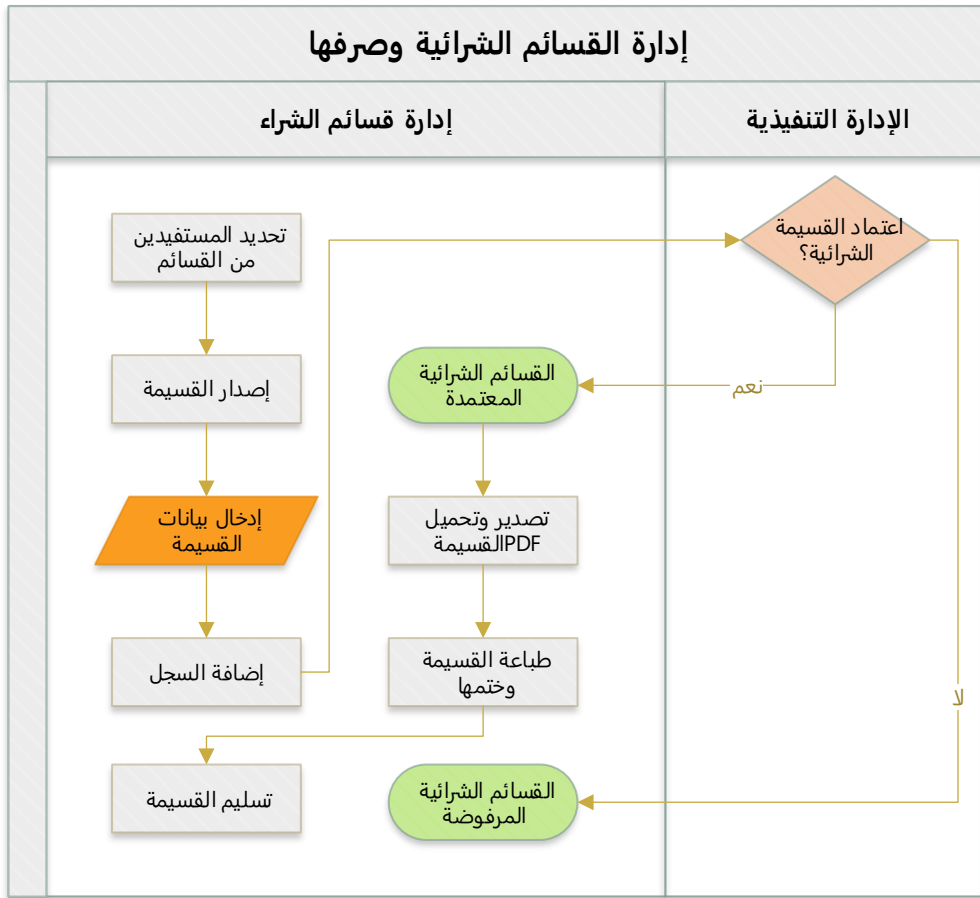 إدارة القسائم الشرائية وصرفها
الإدارة التنفيذية
إدارة قسائم الشراء
اعتماد القسيمة
الشرائية؟
نعم
لا
تحديد المستفيدين
من القسائم
إصدار القسيمة
إدخال بيانات
القسيمة
إضافة السجل
القسائم الشرائية
المعتمدة
تصدير وتحميل
القسيمةPDF
طباعة القسيمة
وختمها
تسليم القسيمة
القسائم الشرائية
المرفوضة